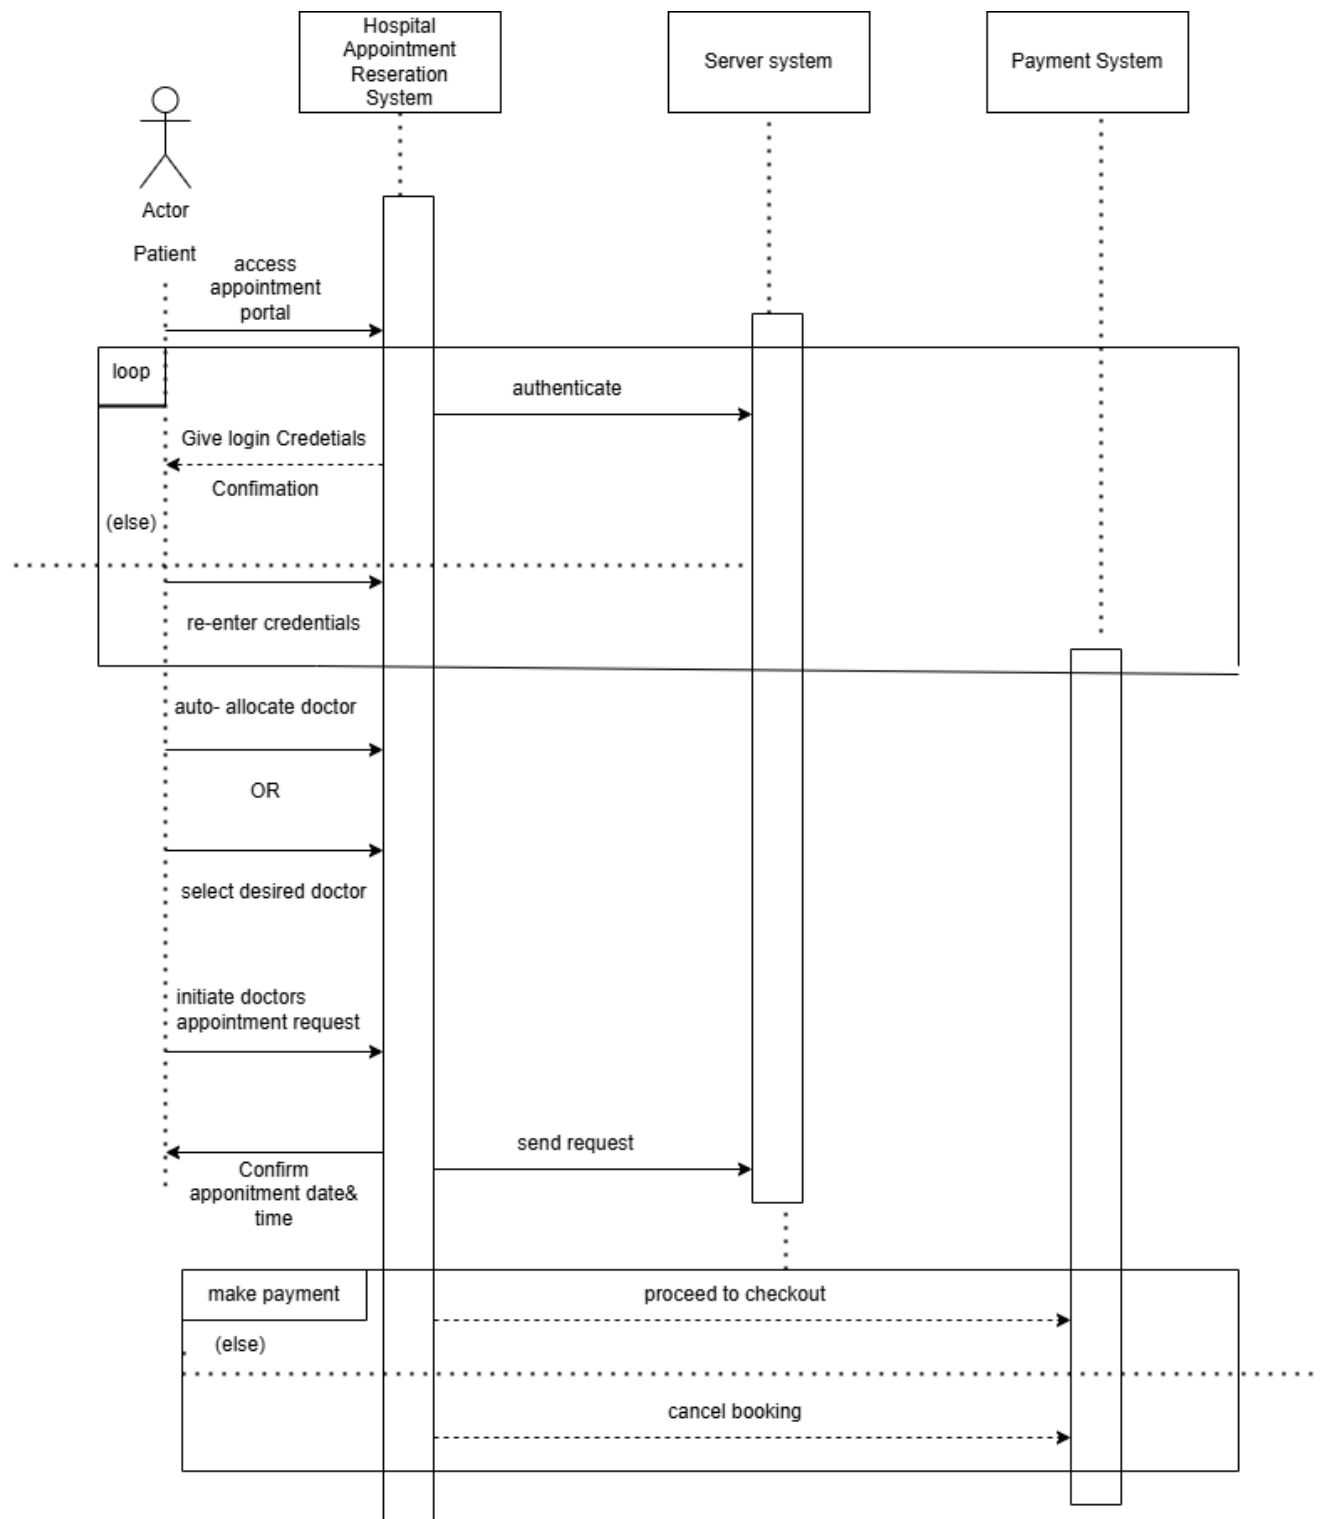 Hospital
Appointment
Reseration
System
Server system
Payment System
Actor
Patient
access
appointment
portal
loop
authenticate
Give login Credetials
Confimation
(else)
re-enter credentials
auto- allocate doctor
OR
select desired doctor
initiate doctors
appointment request
send request
Confirm
apponitment date&
time
make payment
proceed to checkout
(else)
cancel booking